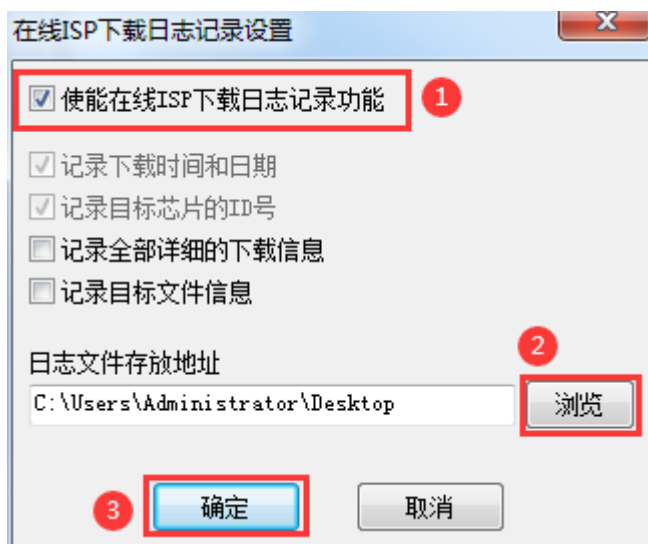 在线ISP下载日志记录设置
使能在线ISP下载日志记录功能
1
记录下载时间和日期
记录目标芯片的ID号
记录全部详细的下载信息
记录目标文件信息
2
日志文件存放地址
C:\Users\Administrator\Desktop 浏览
3 确定 取消